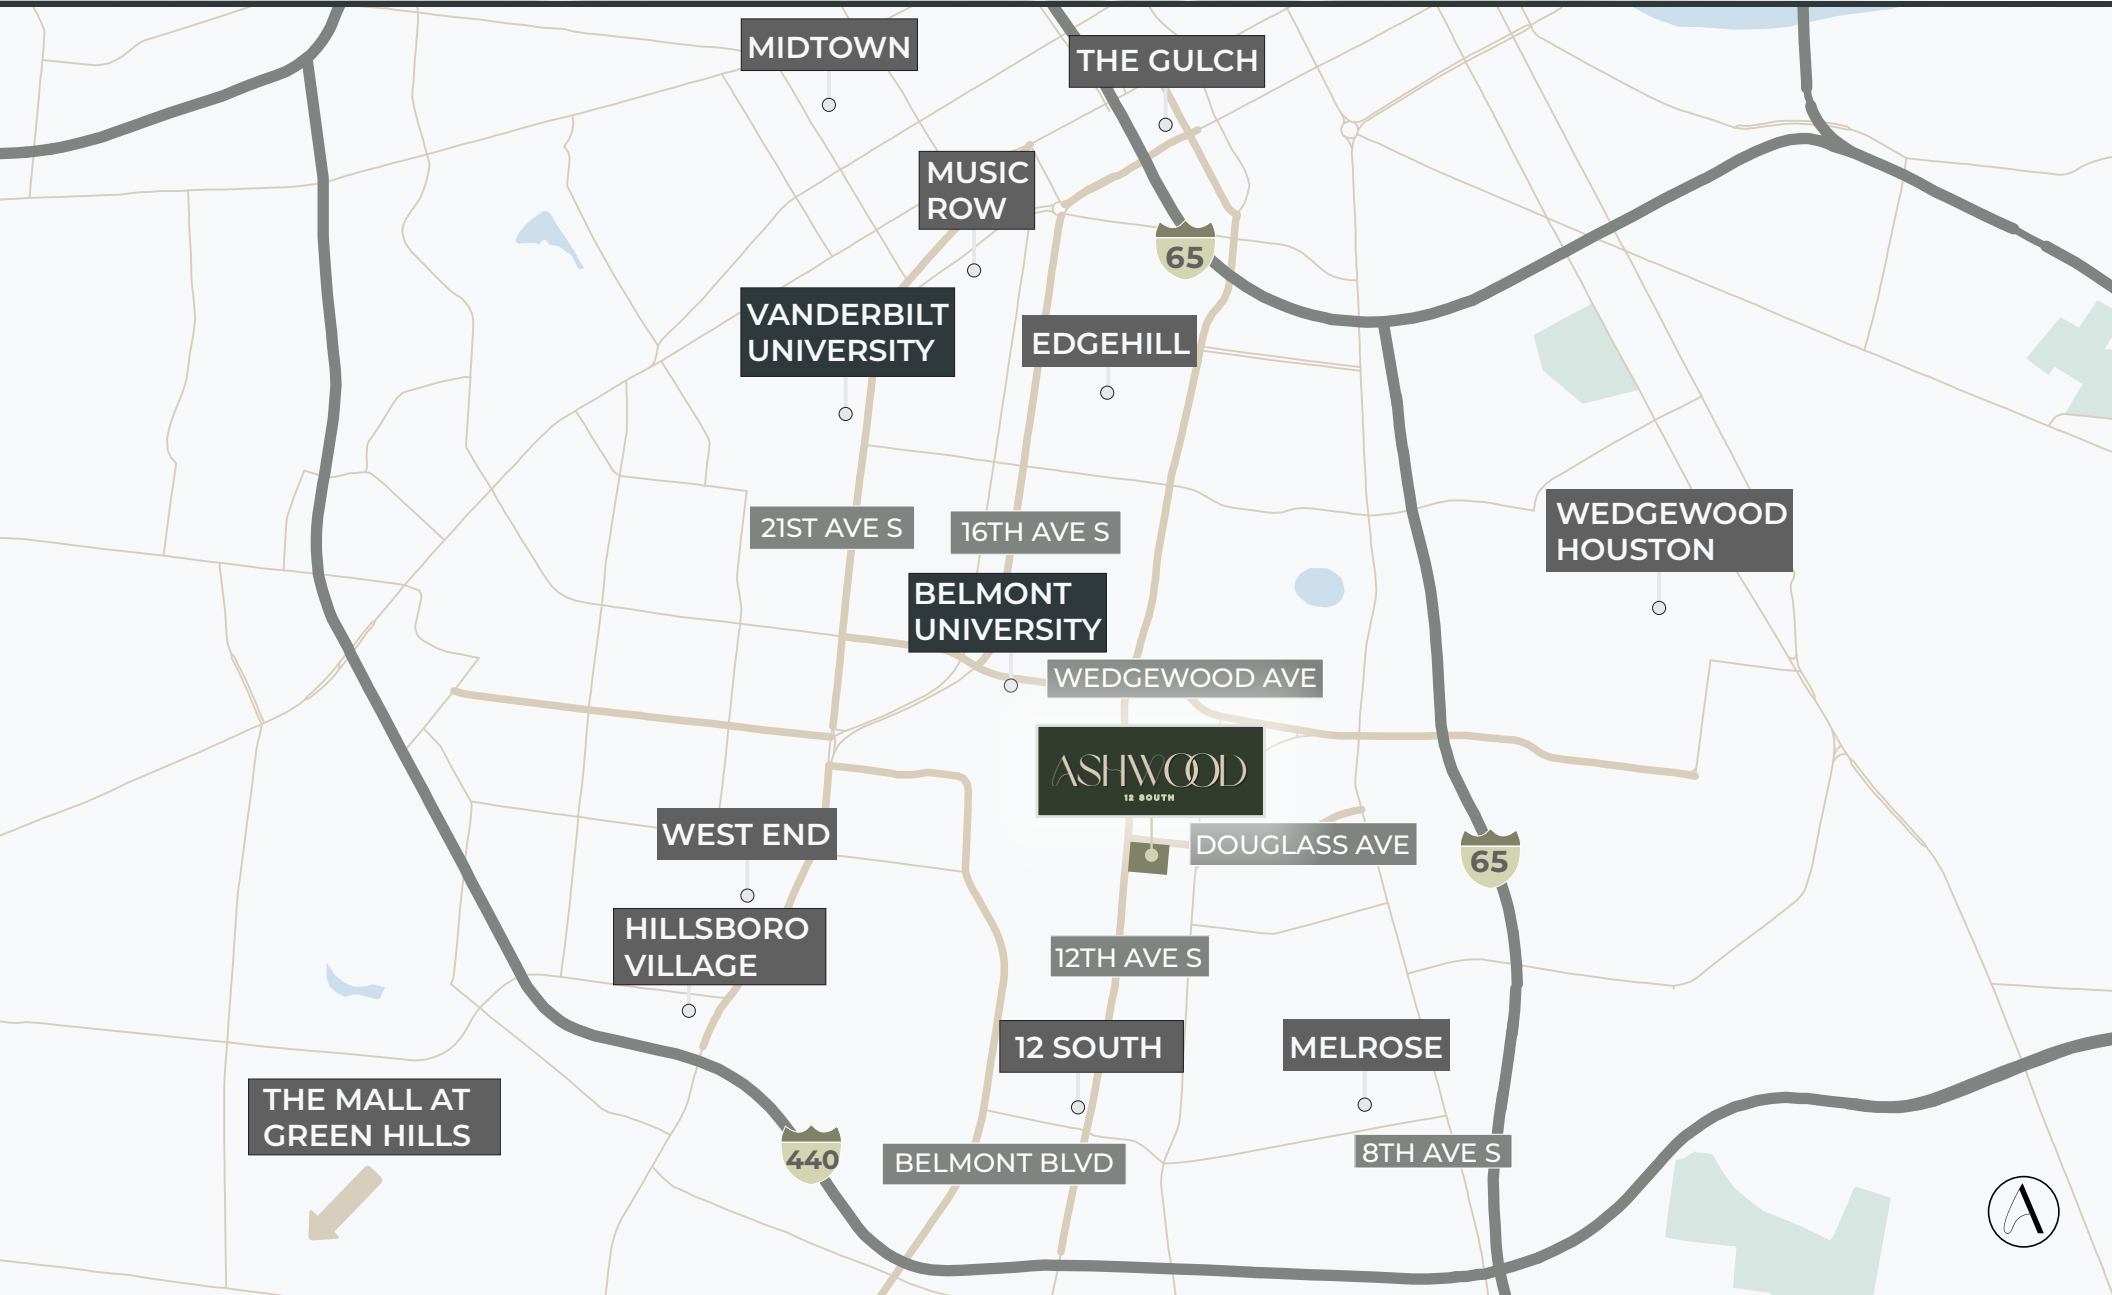 MIDTOWN
THE GULCH
MUSIC
ROW
65
VANDERBILT
UNIVERSITY
EDGEHILL
21ST AVE S
16TH AVE S
WEDGEWOOD
HOUSTON
BELMONT
UNIVERSITY
WEDGEWOOD AVE
ASHWOOD
12 SOUTH
WEST END
DOUGLASS AVE
65
HILLSBORO
VILLAGE
12TH AVE S
12 SOUTH
MELROSE
THE MALL AT
GREEN HILLS
440
BELMONT BLVD
8TH AVE S
A